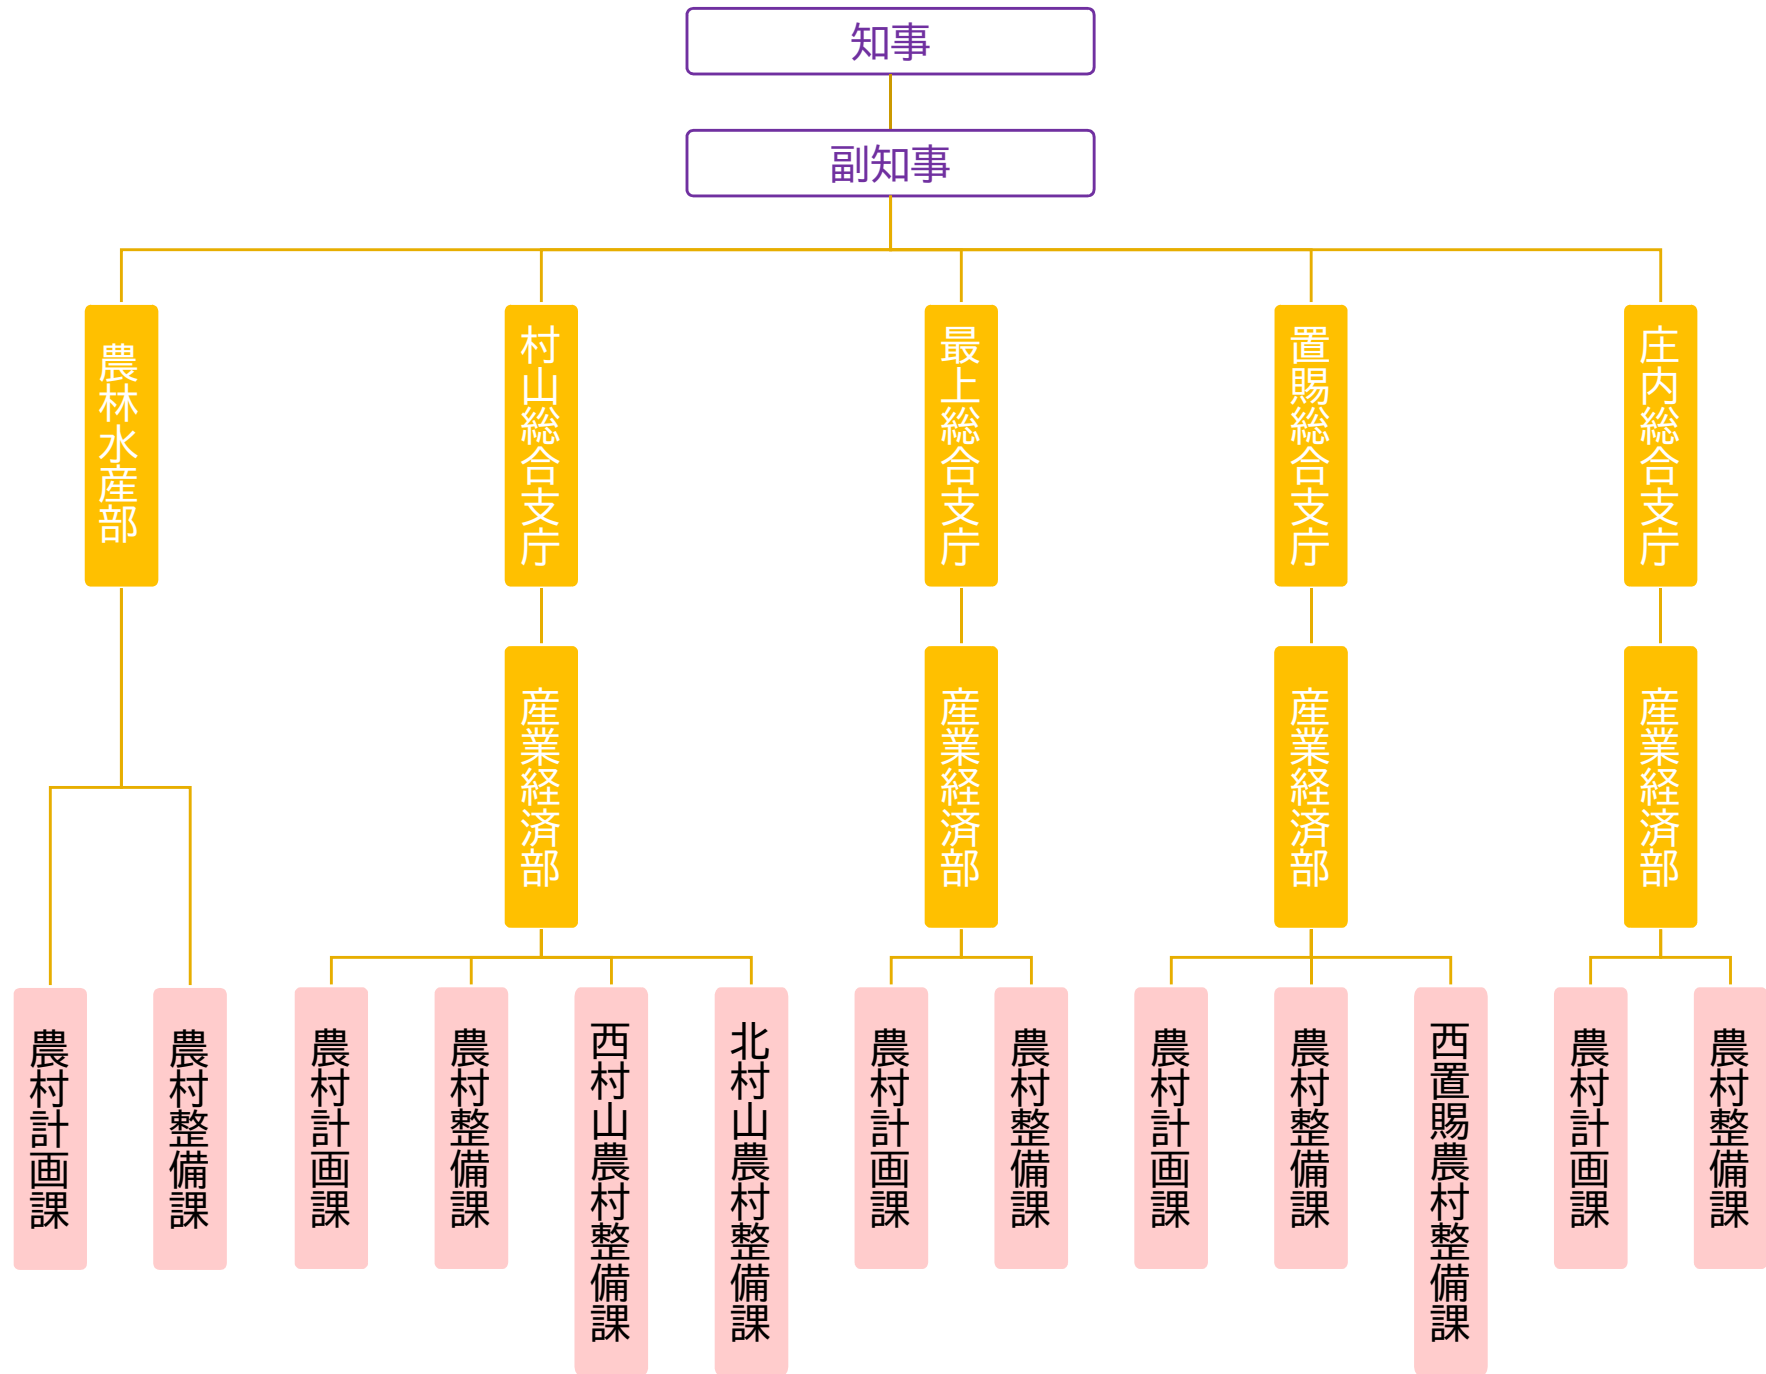 知事
副知事
農林水産部
村山総合支庁
最上総合支庁
置賜総合支庁
庄内総合支庁
産業経済部
産業経済部
産業経済部
産業経済部
農村計画課
農村整備課
農村計画課
農村整備課
西村山農村整備課
北村山農村整備課
農村計画課
農村整備課
農村計画課
農村整備課
西置賜農村整備課
農村計画課
農村整備課